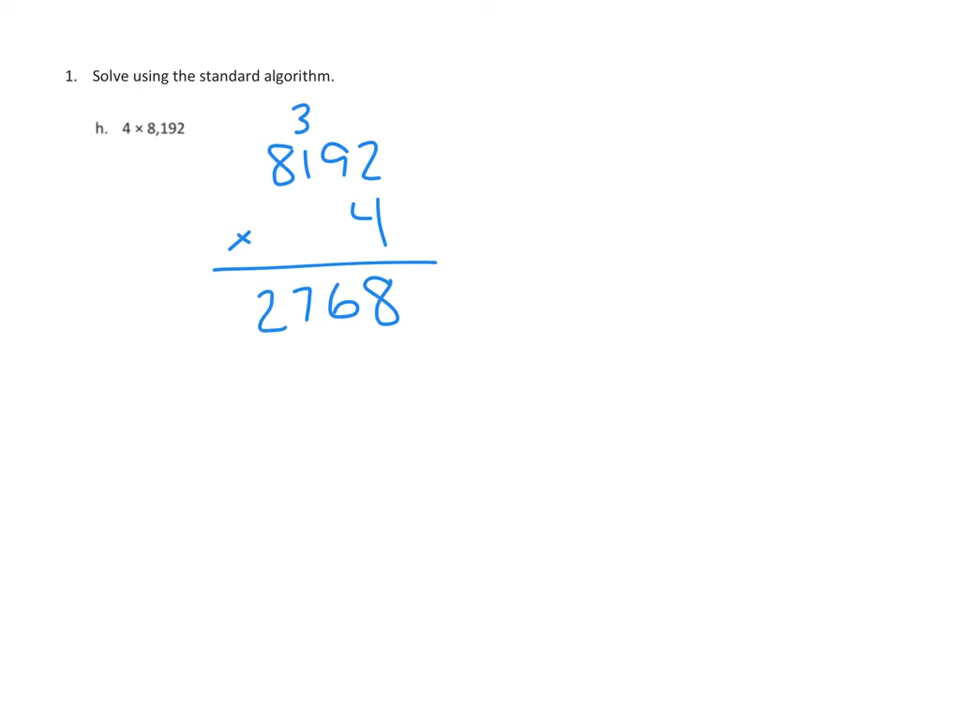 1. Solve using the standard algorithm.
h. 4 × 8,192
3
8192
× 4
2768